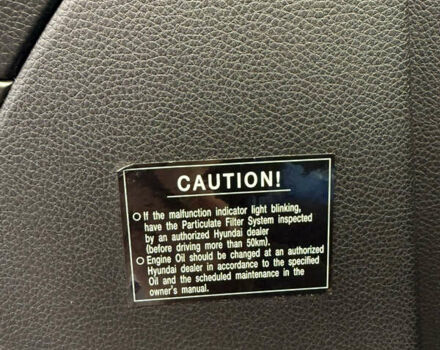 CAUTION!
○ If the malfunction indicator light blinking,
have the Particulate Filter System inspected
by an authorized Hyundai dealer
(before driving more than 50km).
○ Engine Oil should be changed at an authorized
Hyundai dealer in accordance to the specified
Oil and the scheduled maintenance in the
owner's manual.